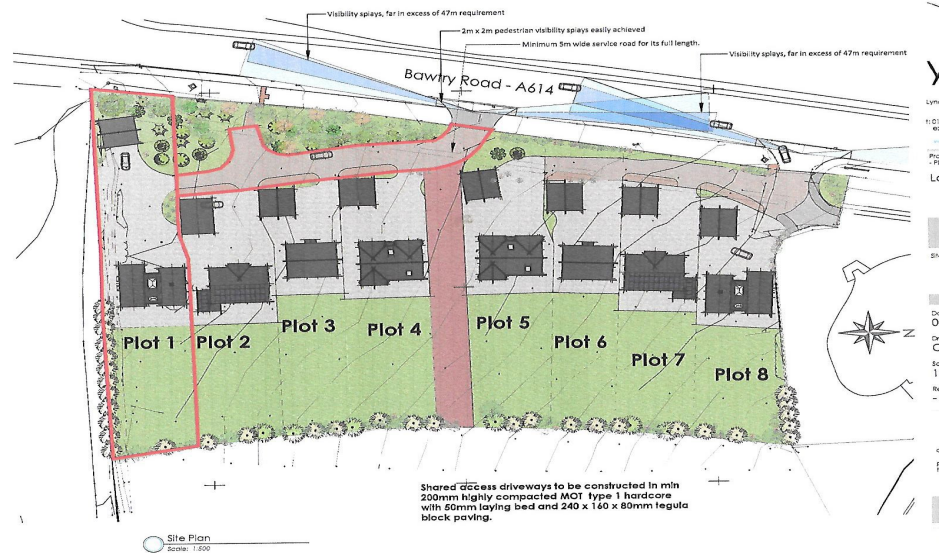 Visibility splays, far in excess of 47m requirement
2m x 2m pedestrian visibility splays easily achieved
Minimum 5m wide service road for its full length.
Visibility splays, far in excess of 47m requirement
Bawtry Road - A614
Plot 1
Plot 2
Plot 3
Plot 4
Plot 5
Plot 6
Plot 7
Plot 8
N
Shared access driveways to be constructed in min
200mm highly compacted MOT type 1 hardcore
with 50mm laying bed and 240 x 160 x 80mm tegula
block paving.
Site Plan
Scale: 1:500